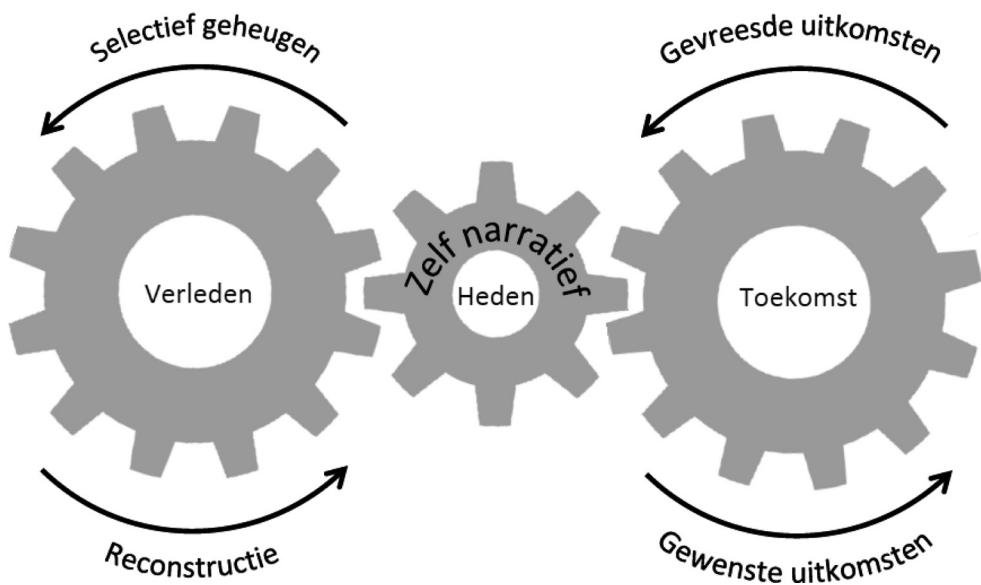 Selectief geheugen
Gevreesde uitkomsten
Verleden
Zelf narratief
Heden
Toekomst
Reconstructie
Gewenste uitkomsten